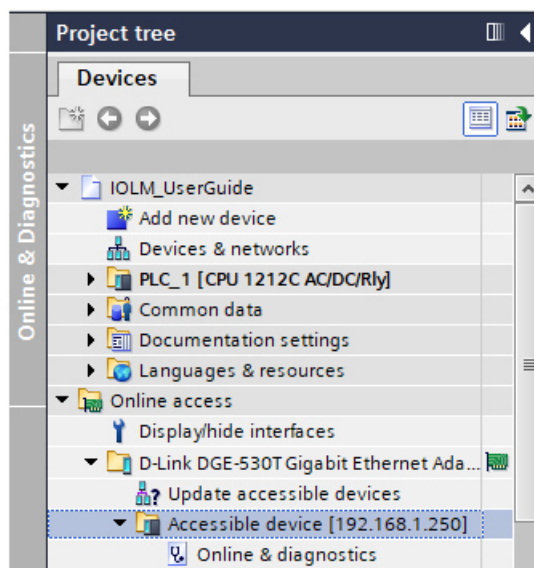 Project tree
Devices
Online & Diagnostics
IOLM_UserGuide
Add new device
Devices & networks
PLC_1 [CPU 1212C AC/DC/Rly]
Common data
Documentation settings
Languages & resources
Online access
Display/hide interfaces
D-Link DGE-530T Gigabit Ethernet Ada...
Update accessible devices
Accessible device [192.168.1.250]
Online & diagnostics